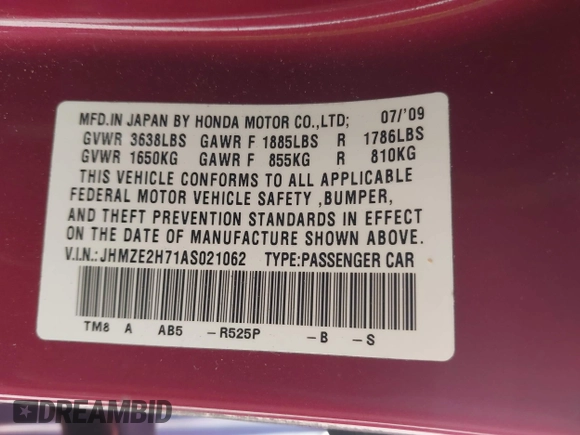 MFD.IN JAPAN BY HONDA MOTOR CO.,LTD; 07/'09
GVWR 3638LBS GAWR F 1885LBS R 1786LBS
GVWR 1650KG GAWR F 855KG R 810KG
THIS VEHICLE CONFORMS TO ALL APPLICABLE
FEDERAL MOTOR VEHICLE SAFETY ,BUMPER,
AND THEFT PREVENTION STANDARDS IN EFFECT
ON THE DATE OF MANUFACTURE SHOWN ABOVE.
V.I.N.: JHMZE2H71AS021062 TYPE:PASSENGER CAR
TM8 A AB5 -R525P -B -S
DREAMBID